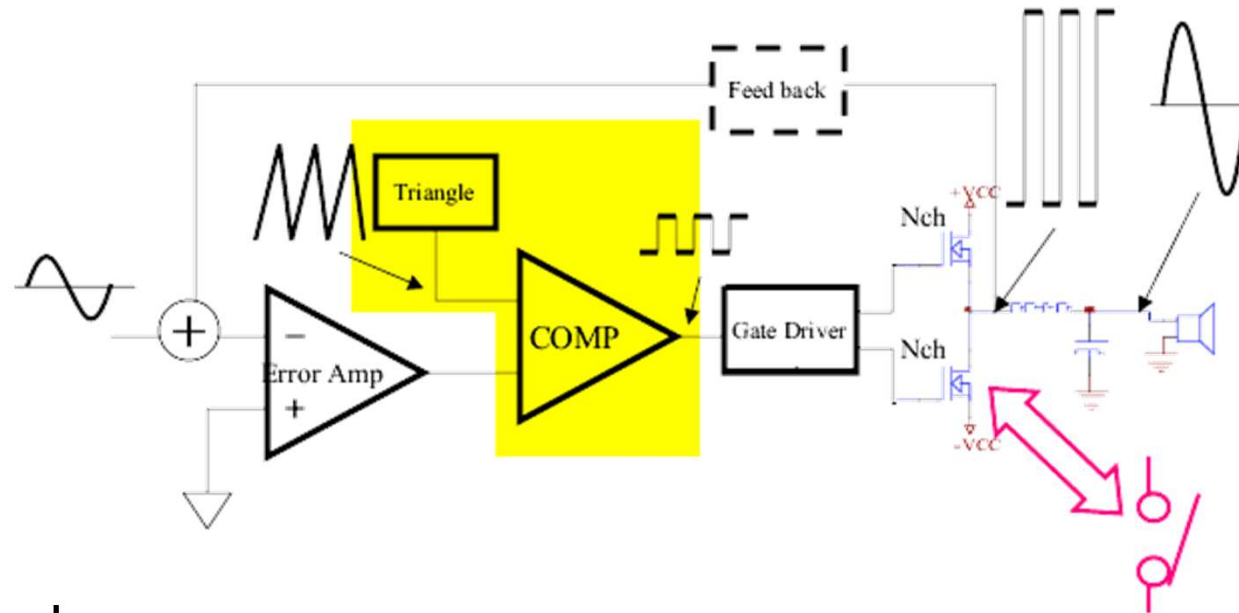 Feed back
Triangle
+VCC
Nch
COMP
Gate Driver
Nch
Error Amp
-VCC